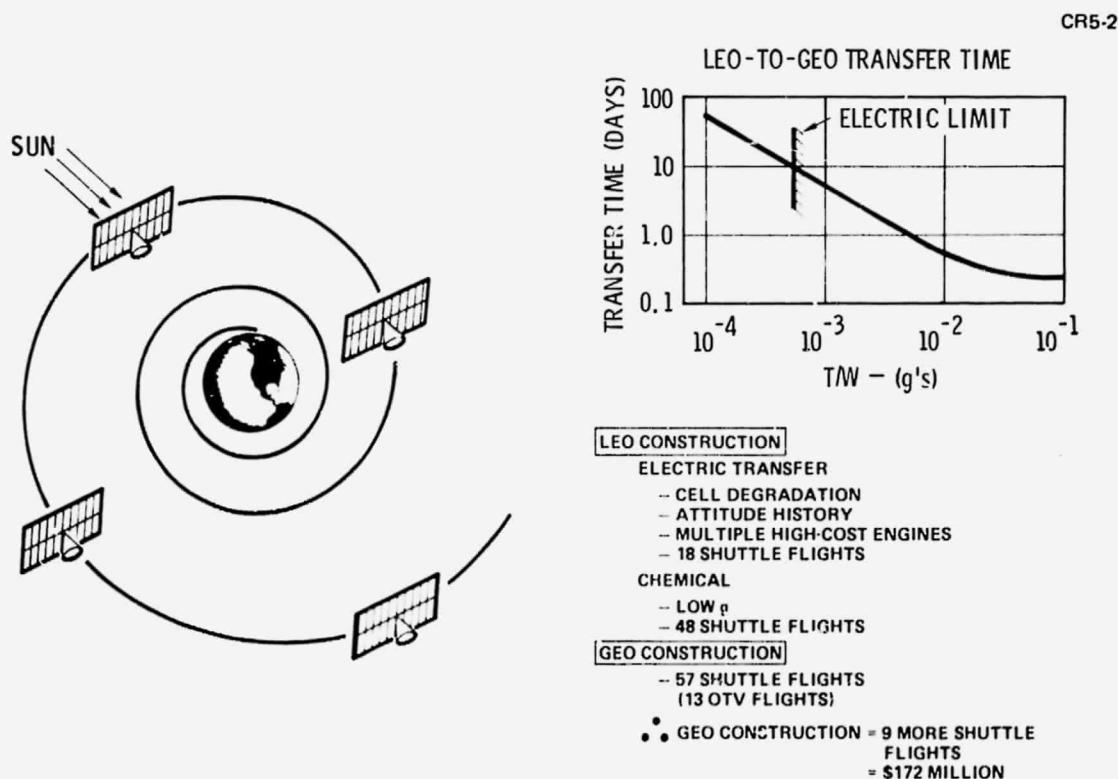 CR5-2
SUN
LEO-TO-GEO TRANSFER TIME
TRANSFER TIME (DAYS)
100
10
1.0
0.1
ELECTRIC LIMIT
10-4
10-3
10-2
10-1
T/W – (g's)
LEO CONSTRUCTION
ELECTRIC TRANSFER
– CELL DEGRADATION
– ATTITUDE HISTORY
– MULTIPLE HIGH-COST ENGINES
– 18 SHUTTLE FLIGHTS
CHEMICAL
– LOW g
– 48 SHUTTLE FLIGHTS
GEO CONSTRUCTION
– 57 SHUTTLE FLIGHTS
(13 OTV FLIGHTS)
∴ GEO CONSTRUCTION = 9 MORE SHUTTLE
FLIGHTS
= $172 MILLION